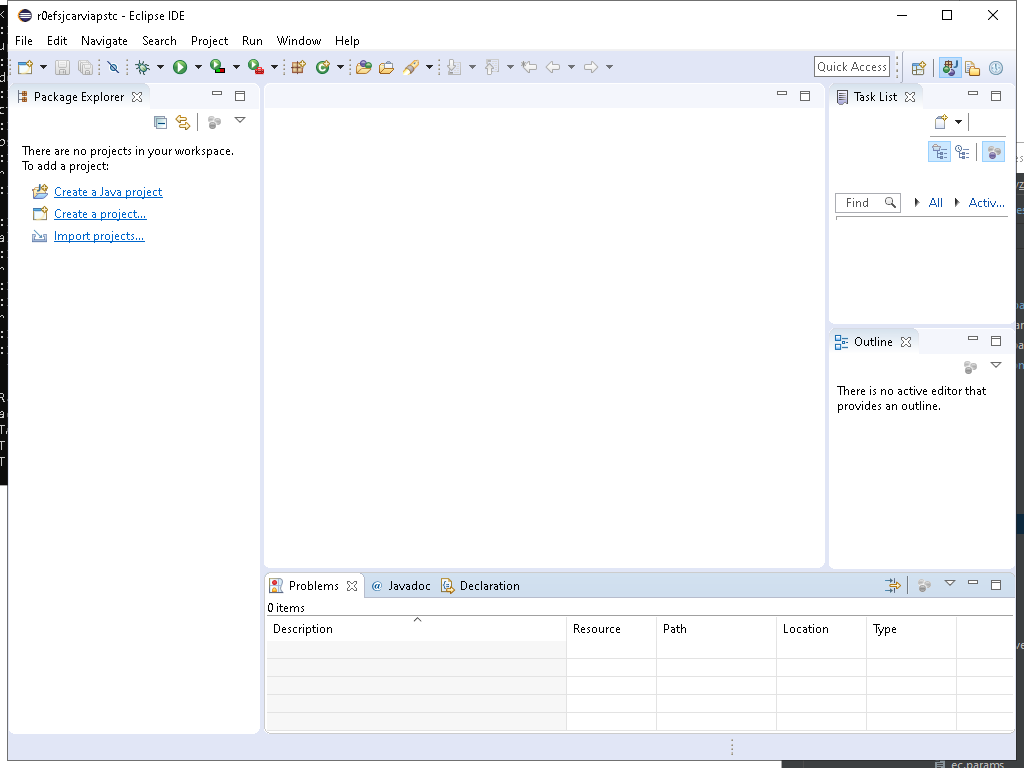 r0efsjcarviapstc - Eclipse IDE
File Edit Navigate Search Project Run Window Help
Quick Access
Package Explorer
Task List
There are no projects in your workspace.
To add a project:
Create a Java project
Create a project...
Import projects...
Find
All
Activ...
Outline
There is no active editor that
provides an outline.
Problems
@ Javadoc
Declaration
0 items
Description Resource Path Location Type
ec.params